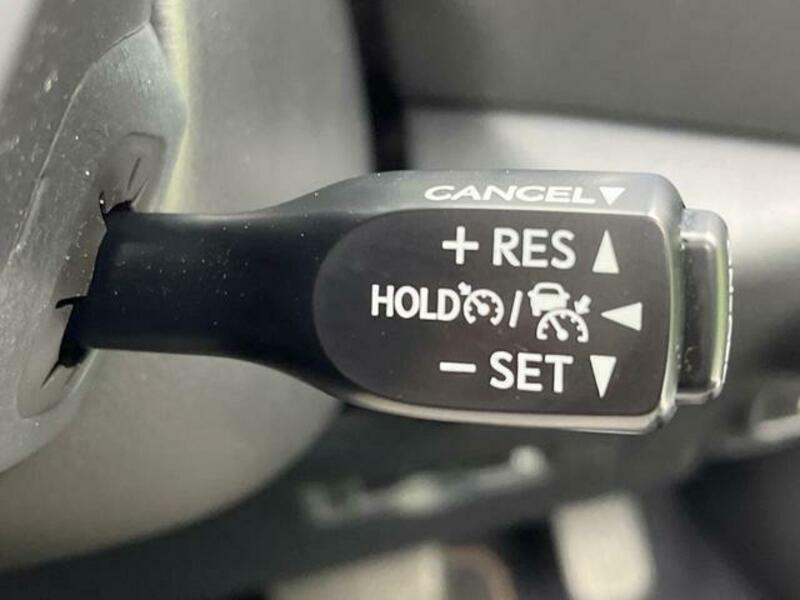 CANCEL▼
+ RES ▲
HOLD / ◀
− SET ▼